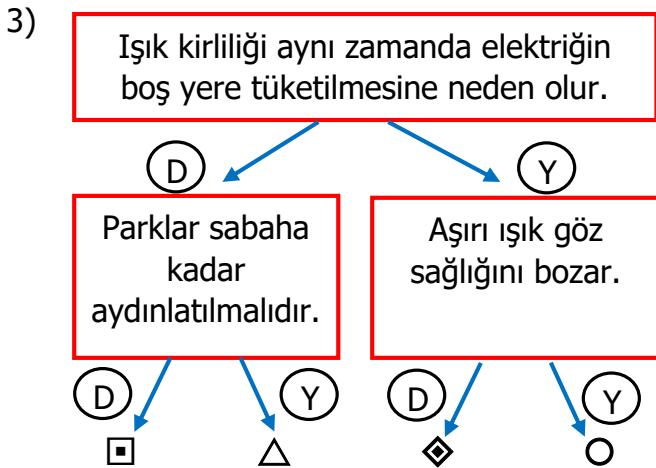 3)
Işık kirliliği aynı zamanda elektriğin
boş yere tüketilmesine neden olur.
D
Y
Parklar sabaha
kadar
aydınlatılmalıdır.
Aşırı ışık göz
sağlığını bozar.
D
Y
D
Y